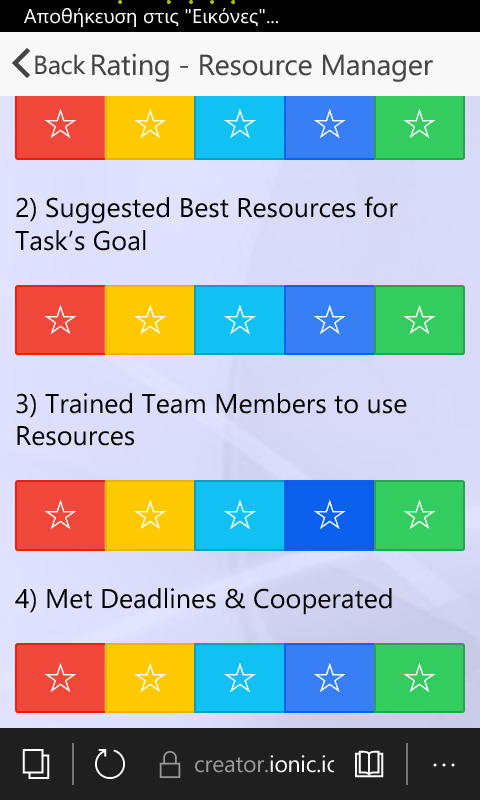 Αποθήκευση στις "Εικόνες"...
Back Rating - Resource Manager
2) Suggested Best Resources for
Task’s Goal
3) Trained Team Members to use
Resources
4) Met Deadlines & Cooperated
creator.ionic.ic